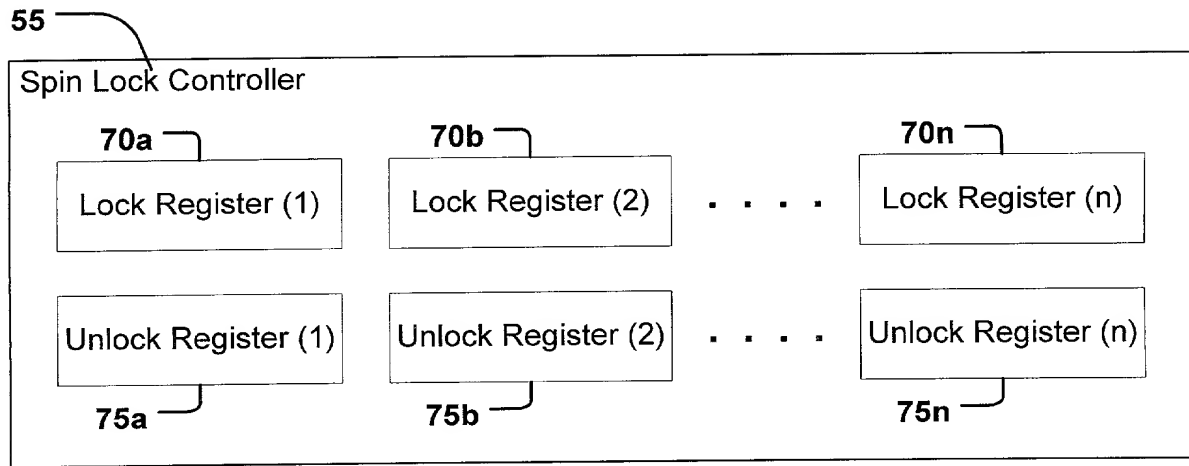 55
Spin Lock Controller
70a 70b 70n
Lock Register (1) Lock Register (2) . . . . Lock Register (n)
Unlock Register (1) Unlock Register (2) . . . . Unlock Register (n)
75a 75b 75n